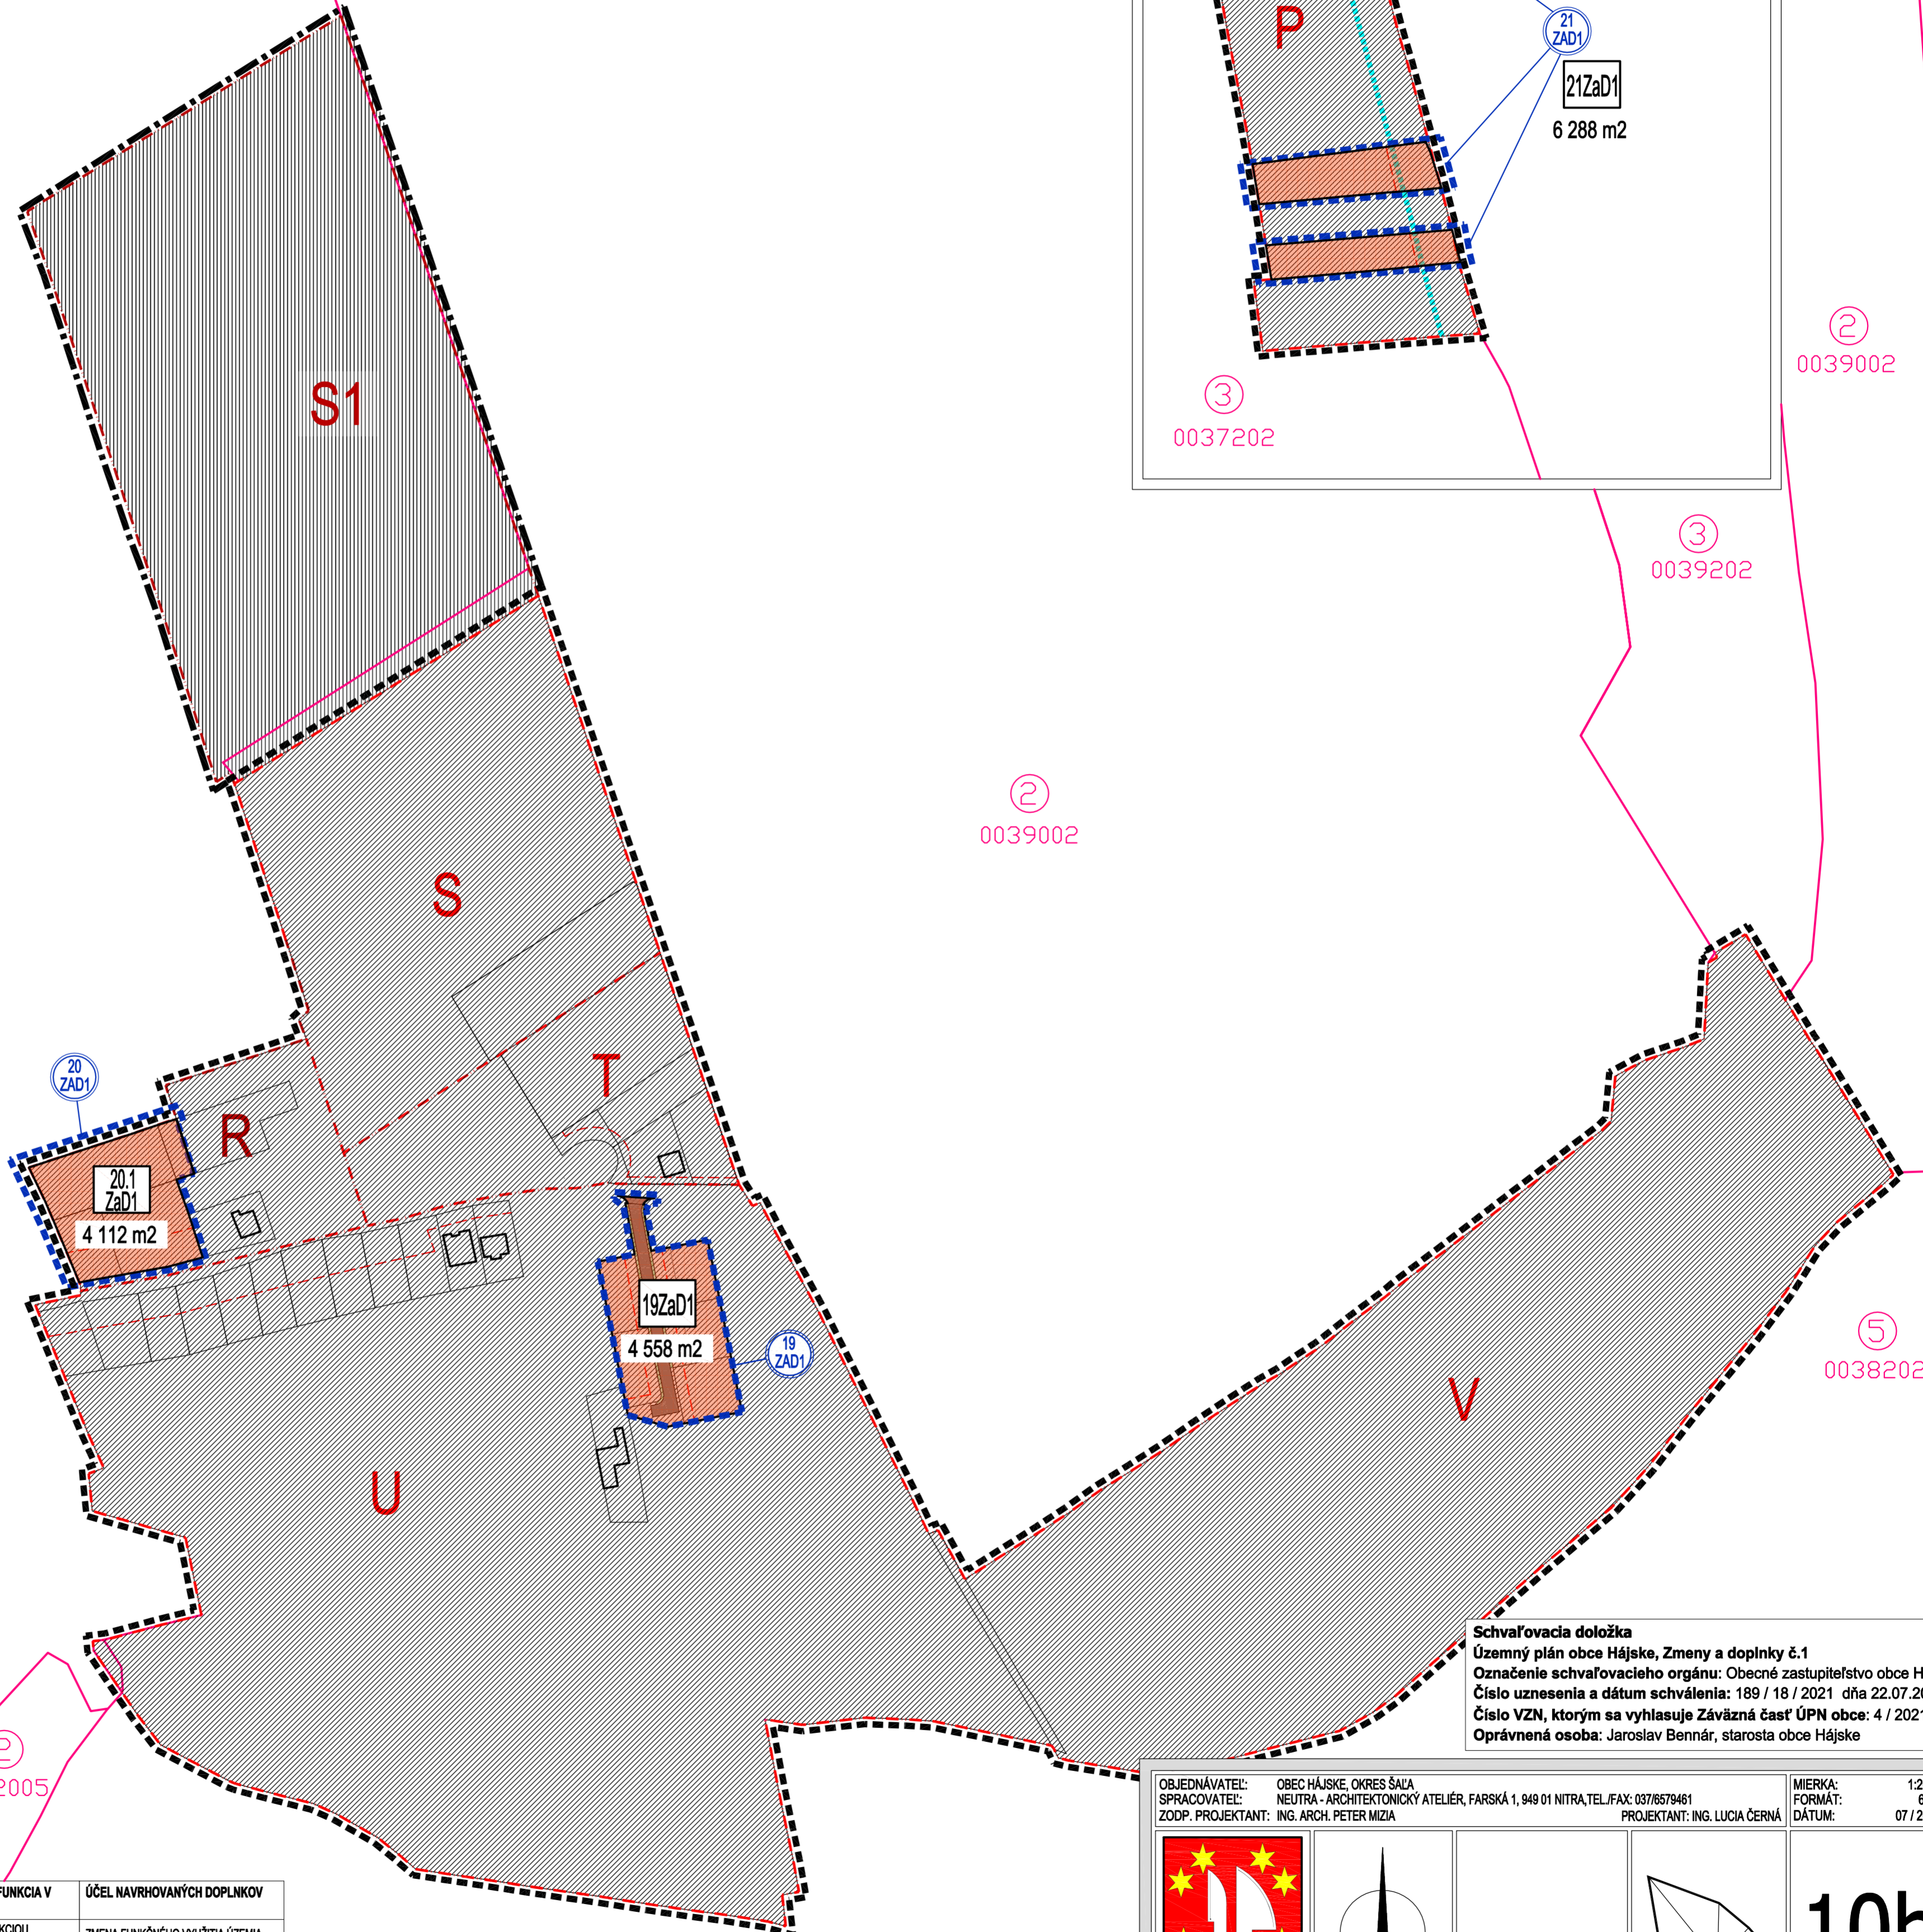 P
21
ZAD1
21ZaD1
6 288 m2
2
0039002
S1
3
0037202
3
0039202
2
0039002
S
T
20
ZAD1
R
20.1
ZaD1
4 112 m2
19ZaD1
4 558 m2
19
ZAD1
5
0038202
V
U
Schvaľovacia doložka
Územný plán obce Hájske, Zmeny a doplnky č.1
Označenie schvaľovacieho orgánu: Obecné zastupiteľstvo obce
Číslo uznesenia a dátum schválenia: 189 / 18 / 2021 dňa
Číslo VZN, ktorým sa vyhlasuje Záväzná časť ÚPN obce: 4 / 2021
Oprávnená osoba: Jaroslav Bennár, starosta obce Hájske
OBJEDNÁVATEĽ: OBEC HÁJSKE, OKRES ŠAĽA
SPRACOVATEĽ: NEUTRA - ARCHITEKTONICKÝ ATELIÉR, FARSKÁ 1, 949 01 NITRA,TEL./FAX: 037/6579461
ZODP. PROJEKTANT: ING. ARCH. PETER MIZIA PROJEKTANT: ING. LUCIA ČERNÁ
MIERKA:
FORMÁT:
DÁTUM: 07 /
FUNKCIA V
ÚČEL NAVRHOVANÝCH DOPLNKOV
ZMENA FUNKČNÉHO VYUŽITIA ÚZEMIA